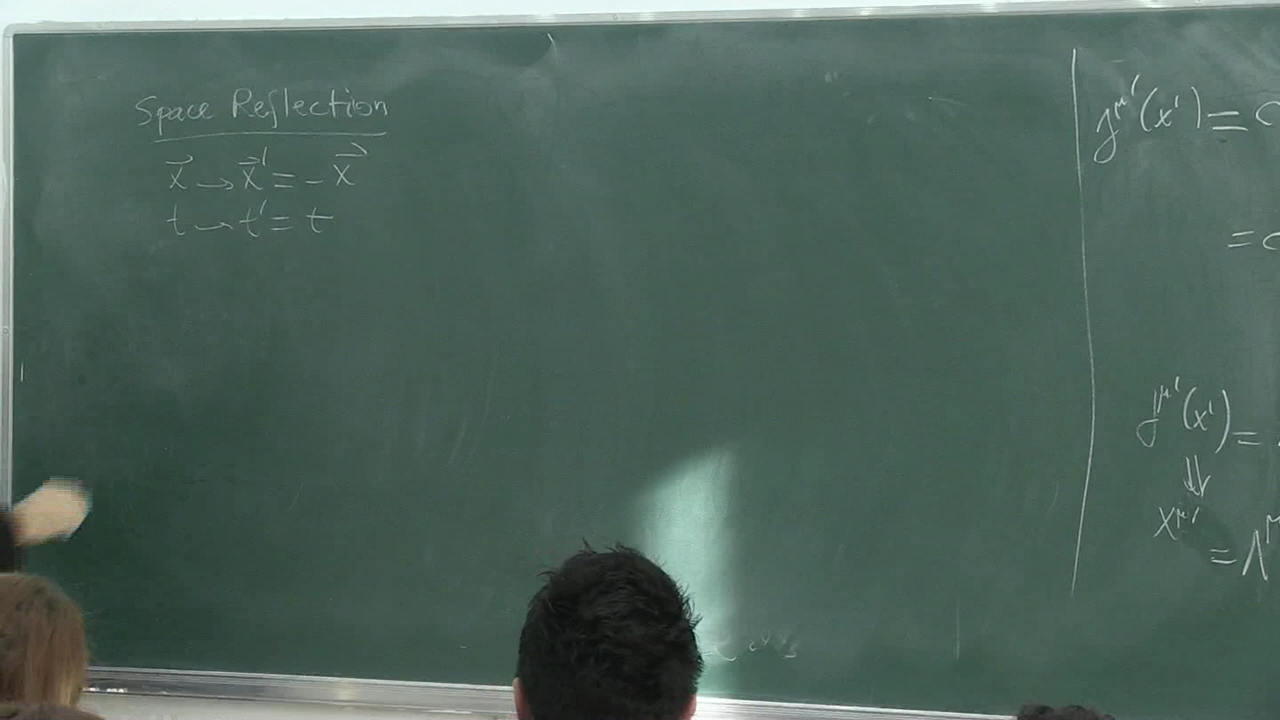 Space Reflection
x⃗ → x⃗' = - x⃗
t → t' = t
j^μ'(x') = c
=
j^μ'(x') =
⇓
x^μ'
= Λ^μ